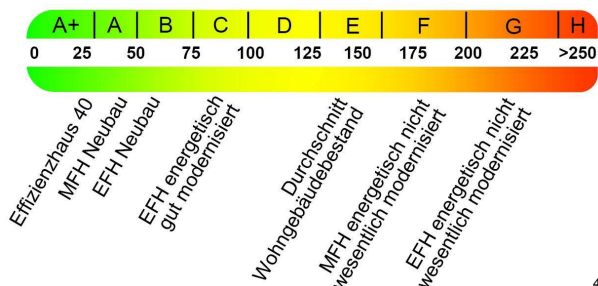 A+ A B C D E F G H
0 25 50 75 100 125 150 175 200 225 >250
Effizienzhaus 40
MFH Neubau
EFH Neubau
EFH energetisch
gut modernisiert
Durchschnitt
Wohngebäudebestand
MFH energetisch nicht
wesentlich modernisiert
EFH energetisch nicht
wesentlich modernisiert
4